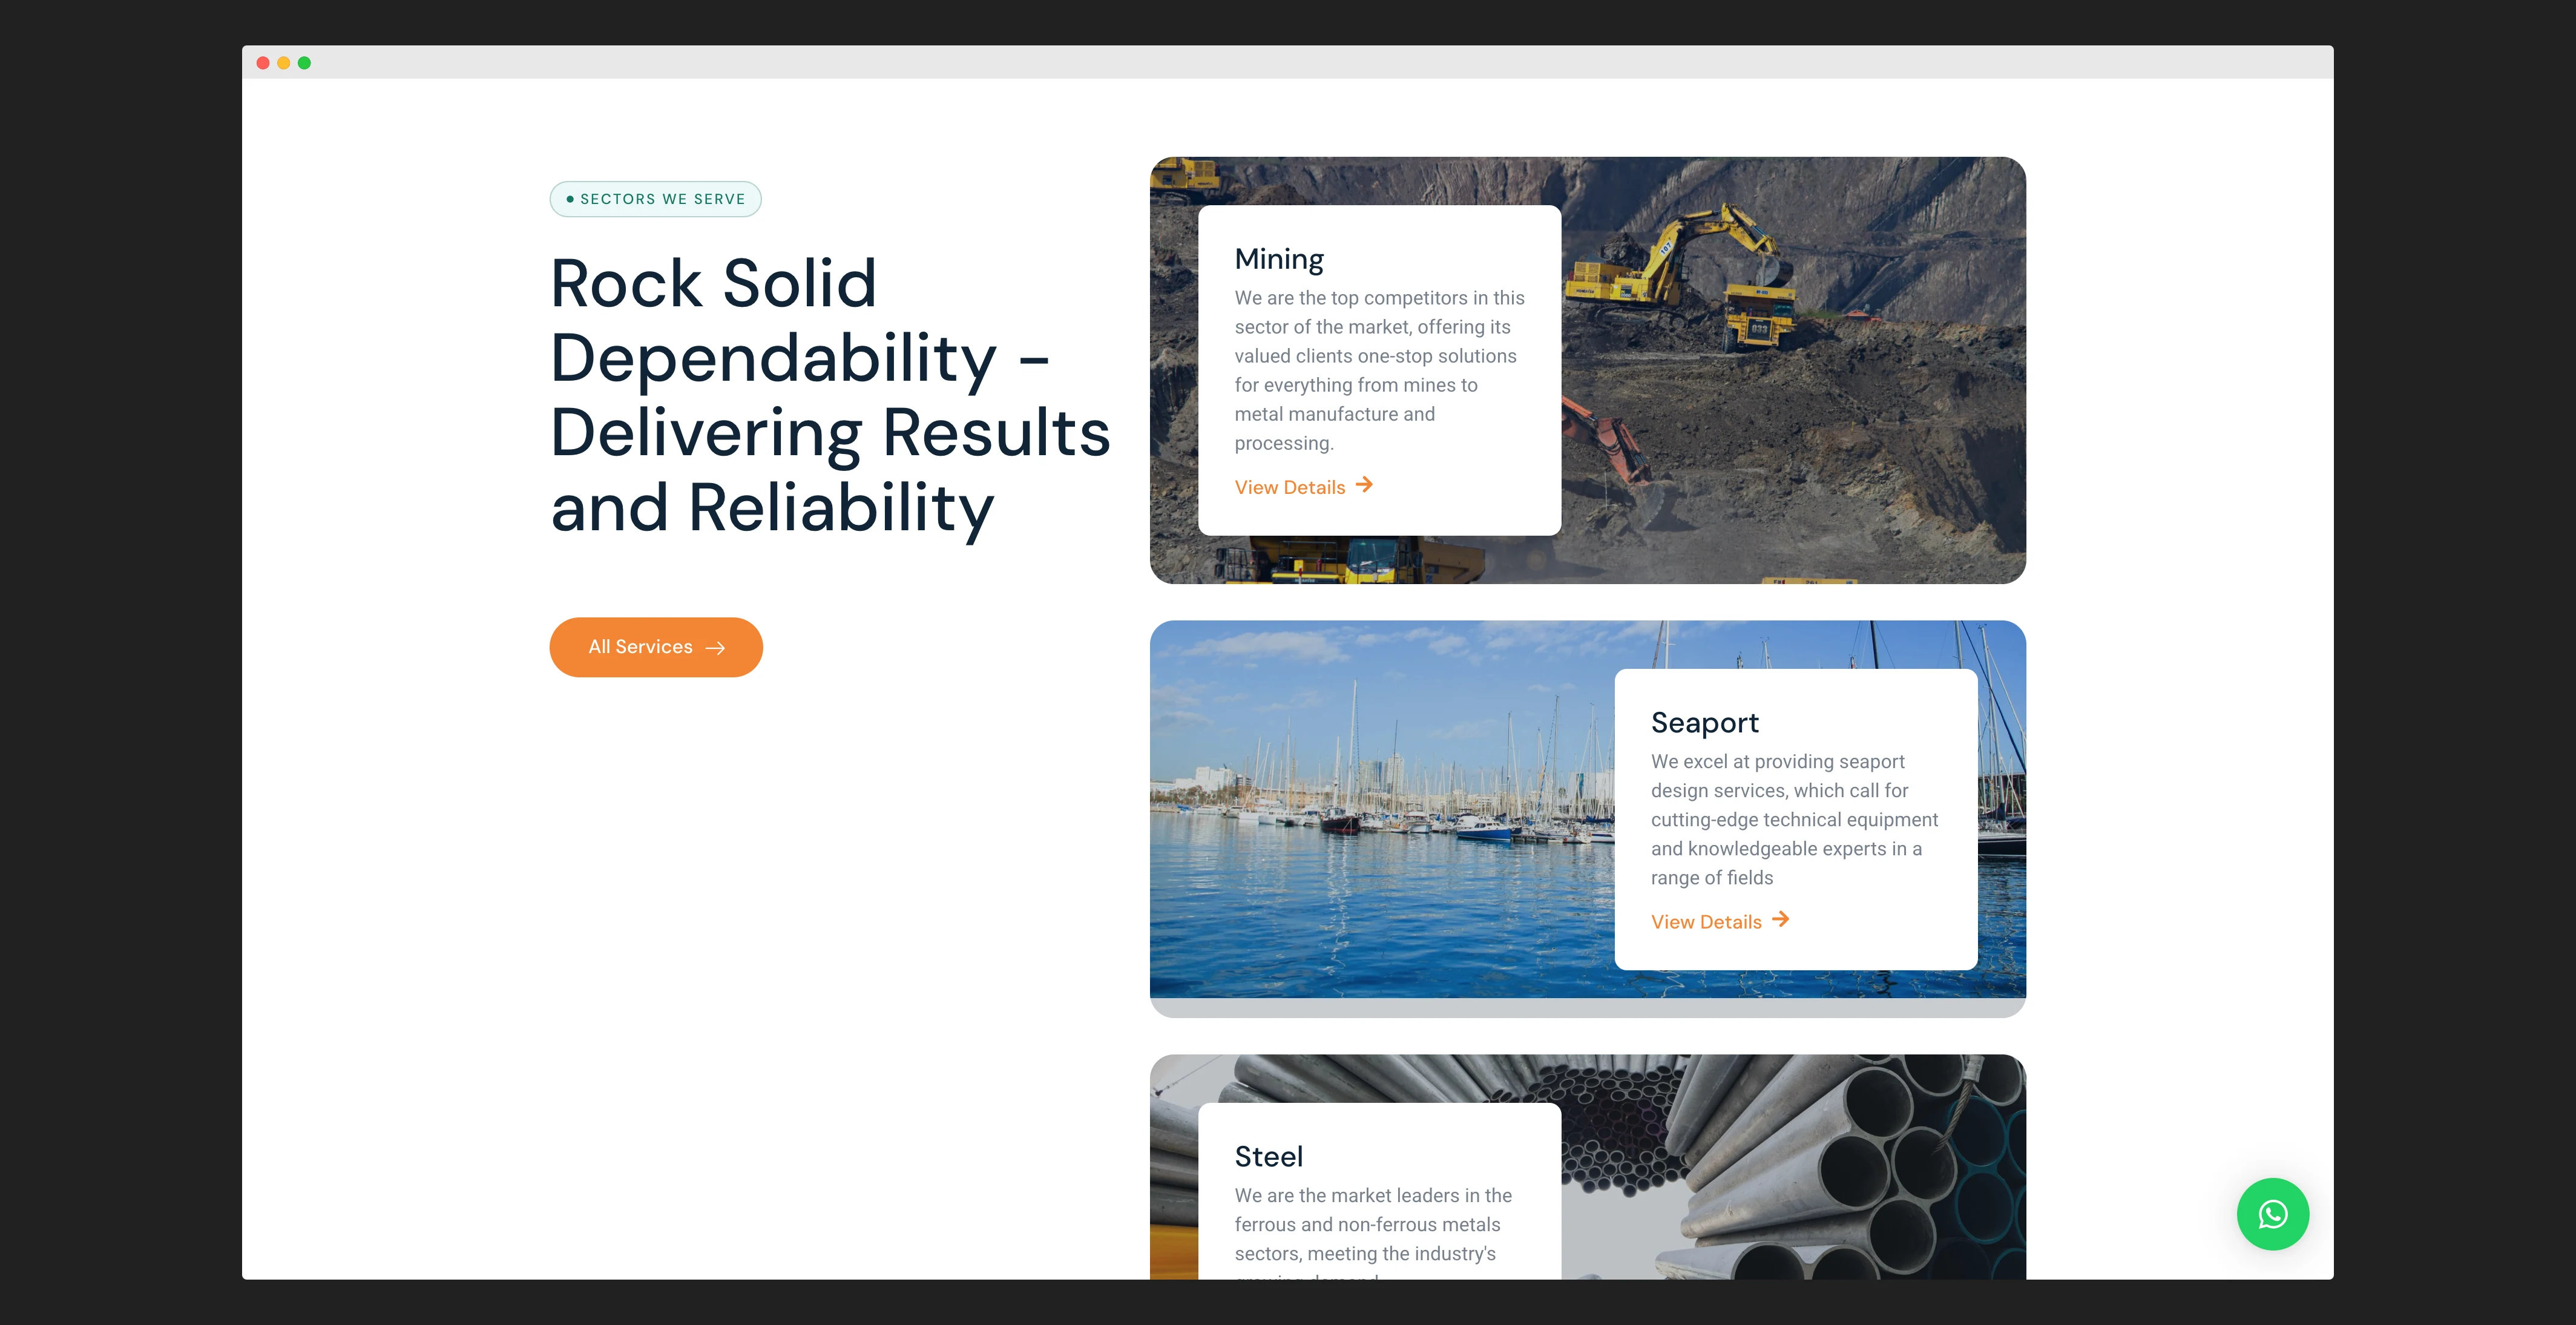 SECTORS WE SERVE
Rock Solid
Dependability -
Delivering Results
and Reliability
All Services
Mining
We are the top competitors in this
sector of the market, offering its
valued clients one-stop solutions
for everything from mines to
metal manufacture and
processing.
View Details
107
033
Seaport
We excel at providing seaport
design services, which call for
cutting-edge technical equipment
and knowledgeable experts in a
range of fields
View Details
Steel
We are the market leaders in the
ferrous and non-ferrous metals
sectors, meeting the industry's
growing demand